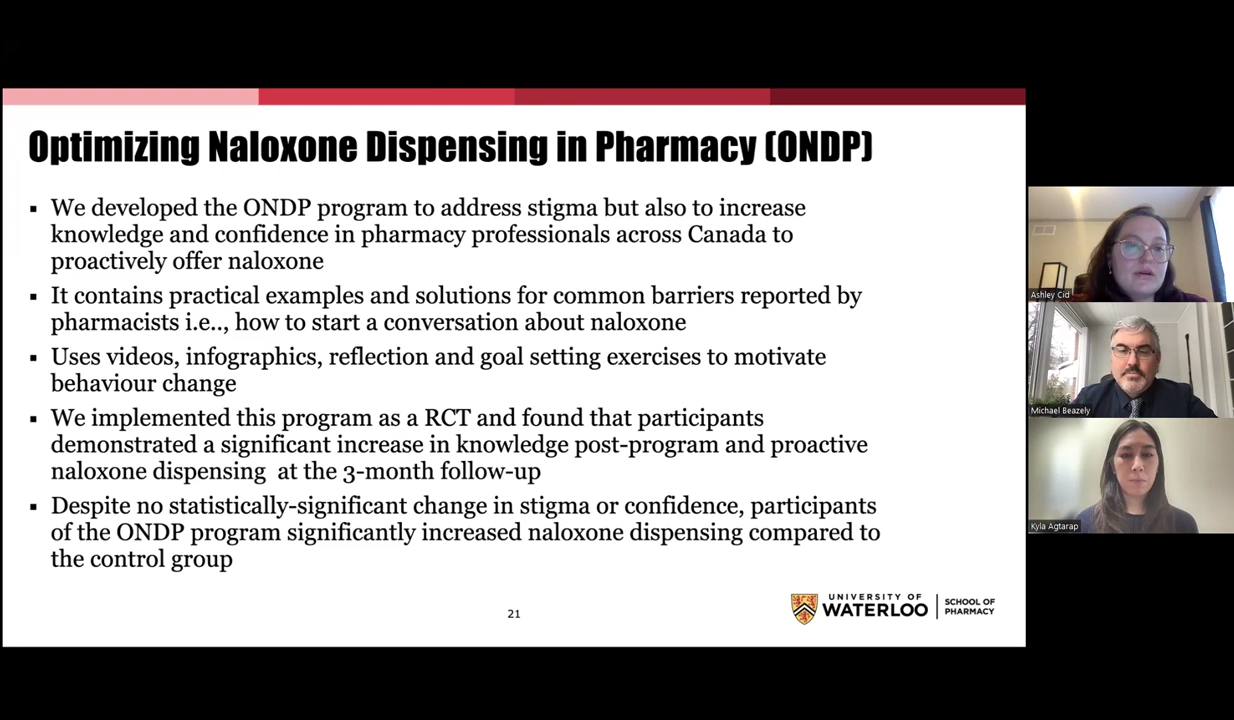 Optimizing Naloxone Dispensing in Pharmacy (ONDP)
▪ We developed the ONDP program to address stigma but also to increase
knowledge and confidence in pharmacy professionals across Canada to
proactively offer naloxone
▪ It contains practical examples and solutions for common barriers reported by
pharmacists i.e.., how to start a conversation about naloxone
▪ Uses videos, infographics, reflection and goal setting exercises to motivate
behaviour change
▪ We implemented this program as a RCT and found that participants
demonstrated a significant increase in knowledge post-program and proactive
naloxone dispensing  at the 3-month follow-up
▪ Despite no statistically-significant change in stigma or confidence, participants
of the ONDP program significantly increased naloxone dispensing compared to
the control group
21
UNIVERSITY OF
WATERLOO
SCHOOL OF
PHARMACY
Ashley Cid
Michael Beazely
Kyla Agtarap